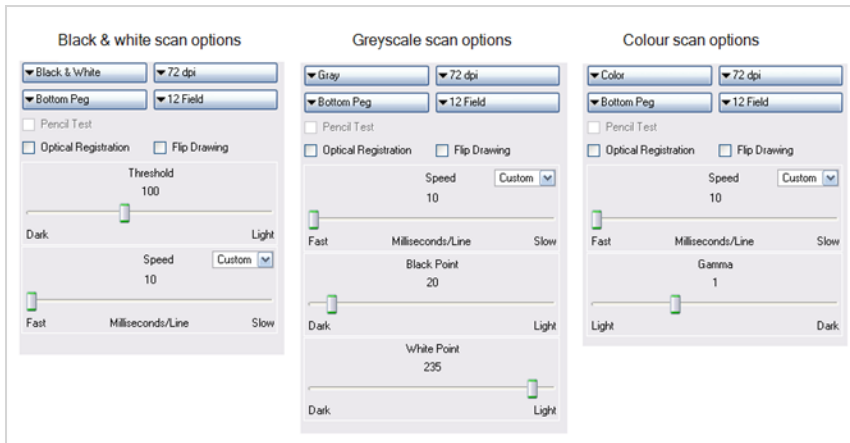 Black & white scan options
Black & White 72 dpi
Bottom Peg 12 Field
Pencil Test
Optical Registration Flip Drawing
Threshold
100
Dark Light
Speed Custom
10
Fast Milliseconds/Line Slow
Greyscale scan options
Gray 72 dpi
Bottom Peg 12 Field
Pencil Test
Optical Registration Flip Drawing
Speed Custom
10
Fast Milliseconds/Line Slow
Black Point
20
Dark Light
White Point
235
Dark Light
Colour scan options
Color 72 dpi
Bottom Peg 12 Field
Pencil Test
Optical Registration Flip Drawing
Speed Custom
10
Fast Milliseconds/Line Slow
Gamma
1
Light Dark